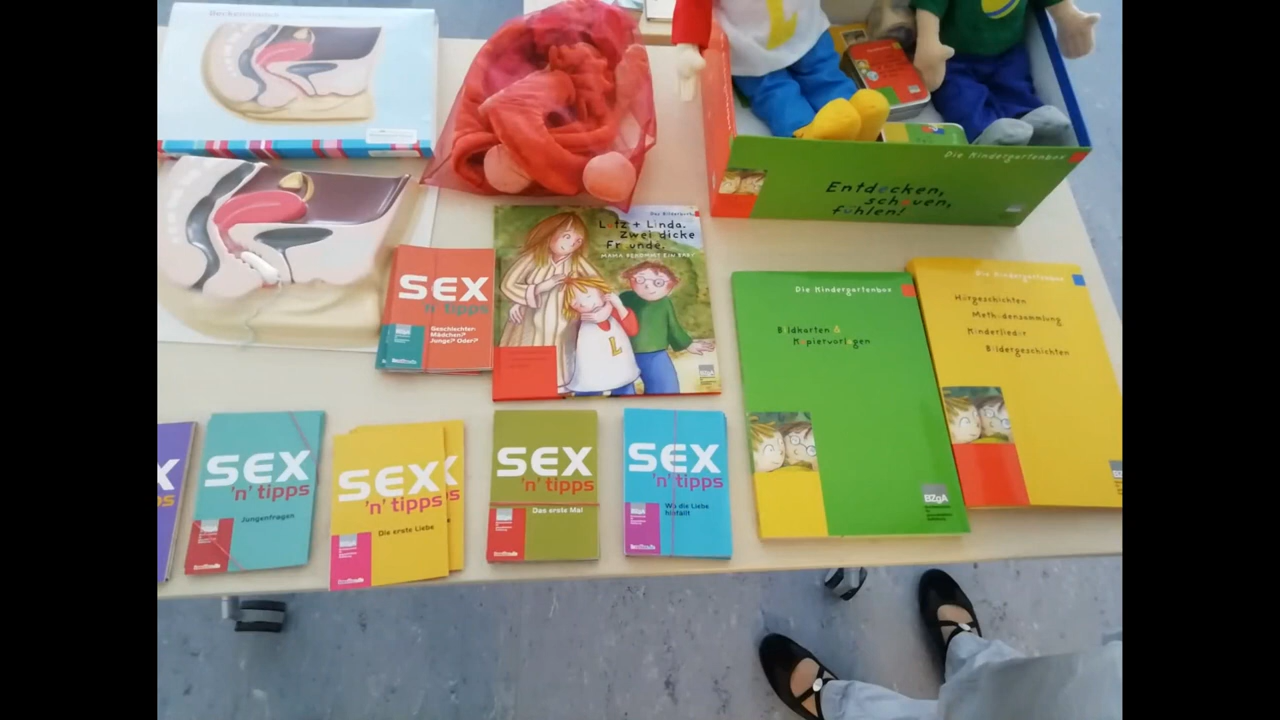 Die Kindergartenbox
Entdecken,
schauen,
fühlen!
Das Bilderbuch
Lutz + Linda.
Zwei dicke
Freunde.
MAMA BEKOMMT EIN BABY
SEX
'n' tipps
Geschlechter:
Mädchen?
Junge? Oder?
Die Kindergartenbox
Bildkarten &
Kopiervorlagen
BZgA
Die Kindergartenbox
Hörgeschichten
Methodensammlung
Kinderlieder
Bildergeschichten
SEX
'n' tipps
Jungenfragen
SEX
'n' tipps
Die erste Liebe
SEX
'n' tipps
Das erste Mal
SEX
'n' tipps
Wo die Liebe
hinfällt